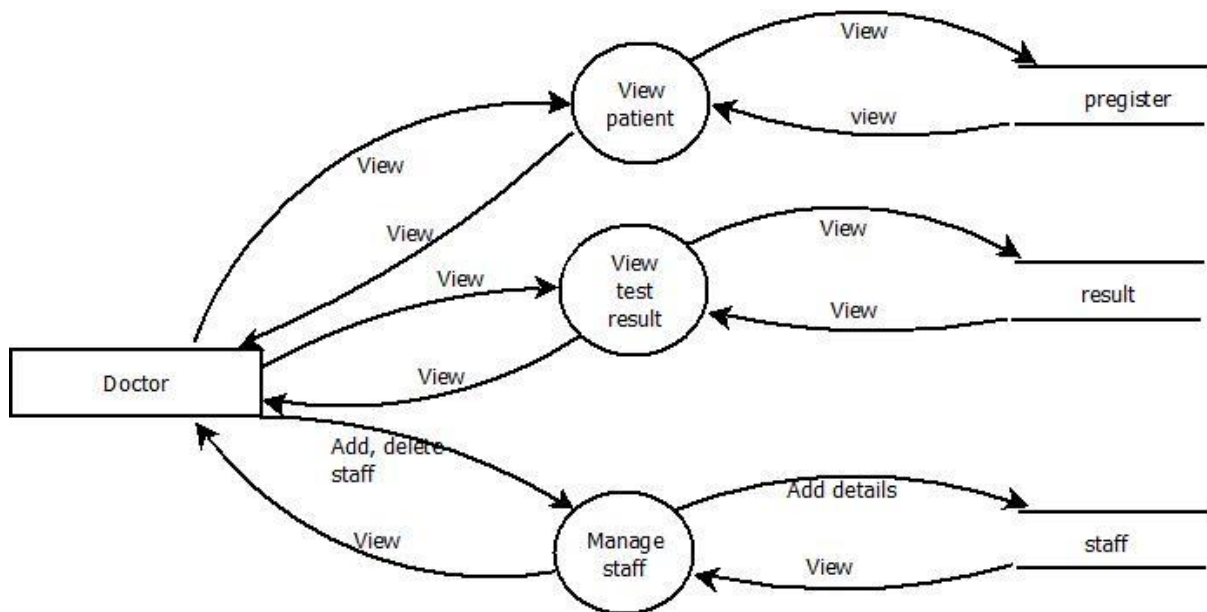 View
View
patient
pregister
view
View
View
View
View
test
result
View
result
View
View
Doctor
Add, delete
staff
Add details
View
Manage
staff
staff
View